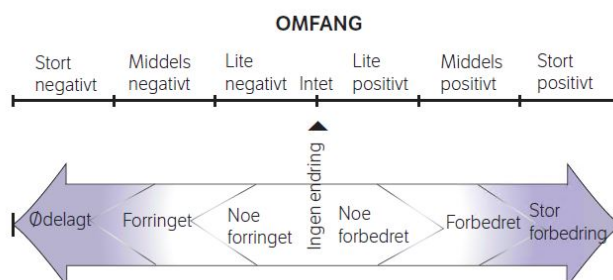 OMFANG
Stort Middels Lite Lite Middels Stort
negativt negativt negativt Intet positivt positivt positivt
Ingen endring
Ødelagt Forringet Noe Noe Forbedret Stor
forringet forbedret forbedring